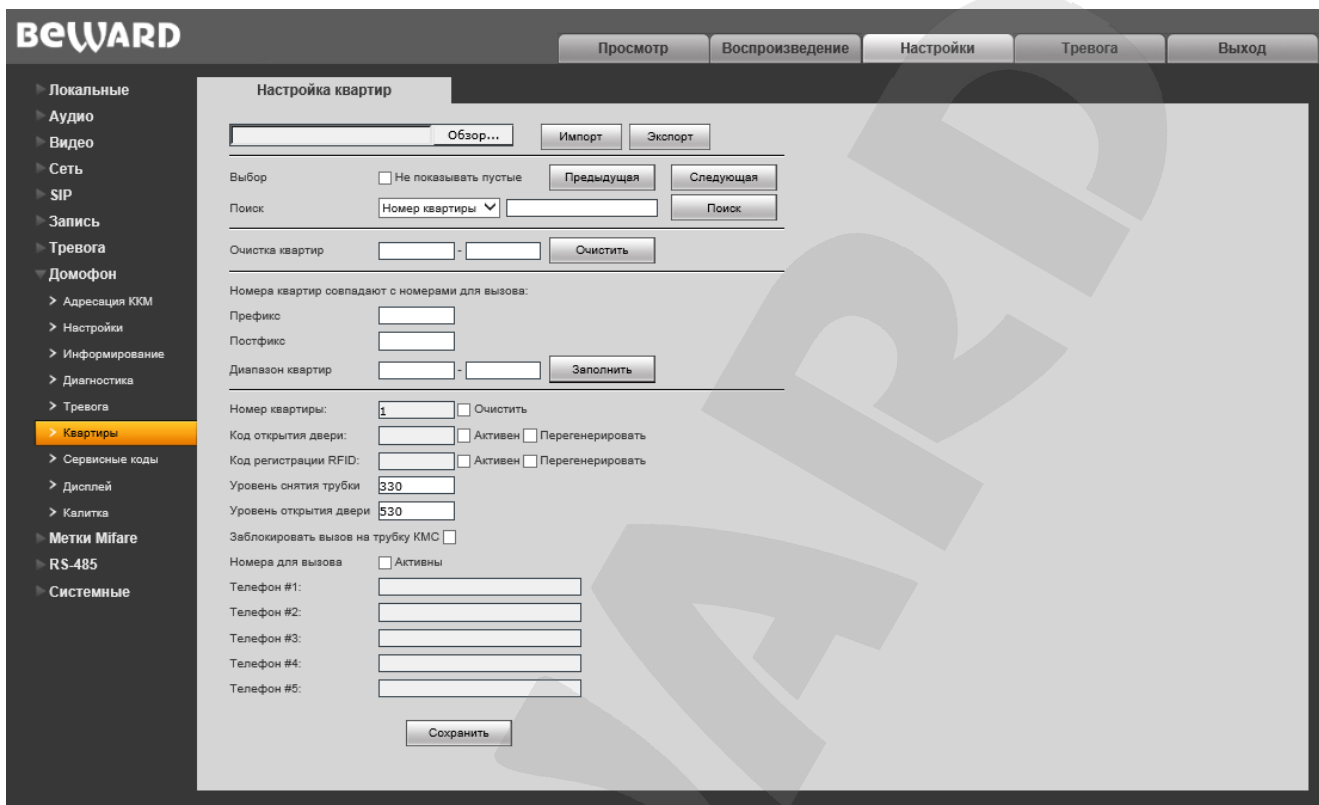 BEWARD
Просмотр Воспроизведение Настройки Тревога Выход
Локальные
Аудио
Видео
Сеть
SIP
Запись
Тревога
Домофон
Адресация ККМ
Настройки
Информирование
Диагностика
Тревога
Квартиры
Сервисные коды
Дисплей
Калитка
Метки Mifare
RS-485
Системные
Настройка квартир
Обзор... Импорт Экспорт
Выбор Не показывать пустые Предыдущая Следующая
Поиск Номер квартиры Поиск
Очистка квартир - Очистить
Номера квартир совпадают с номерами для вызова:
Префикс
Постфикс
Диапазон квартир - Заполнить
Номер квартиры: 1 Очистить
Код открытия двери: Активен Перегенерировать
Код регистрации RFID: Активен Перегенерировать
Уровень снятия трубки 330
Уровень открытия двери 530
Заблокировать вызов на трубку КМС
Номера для вызова Активны
Телефон #1:
Телефон #2:
Телефон #3:
Телефон #4:
Телефон #5:
Сохранить